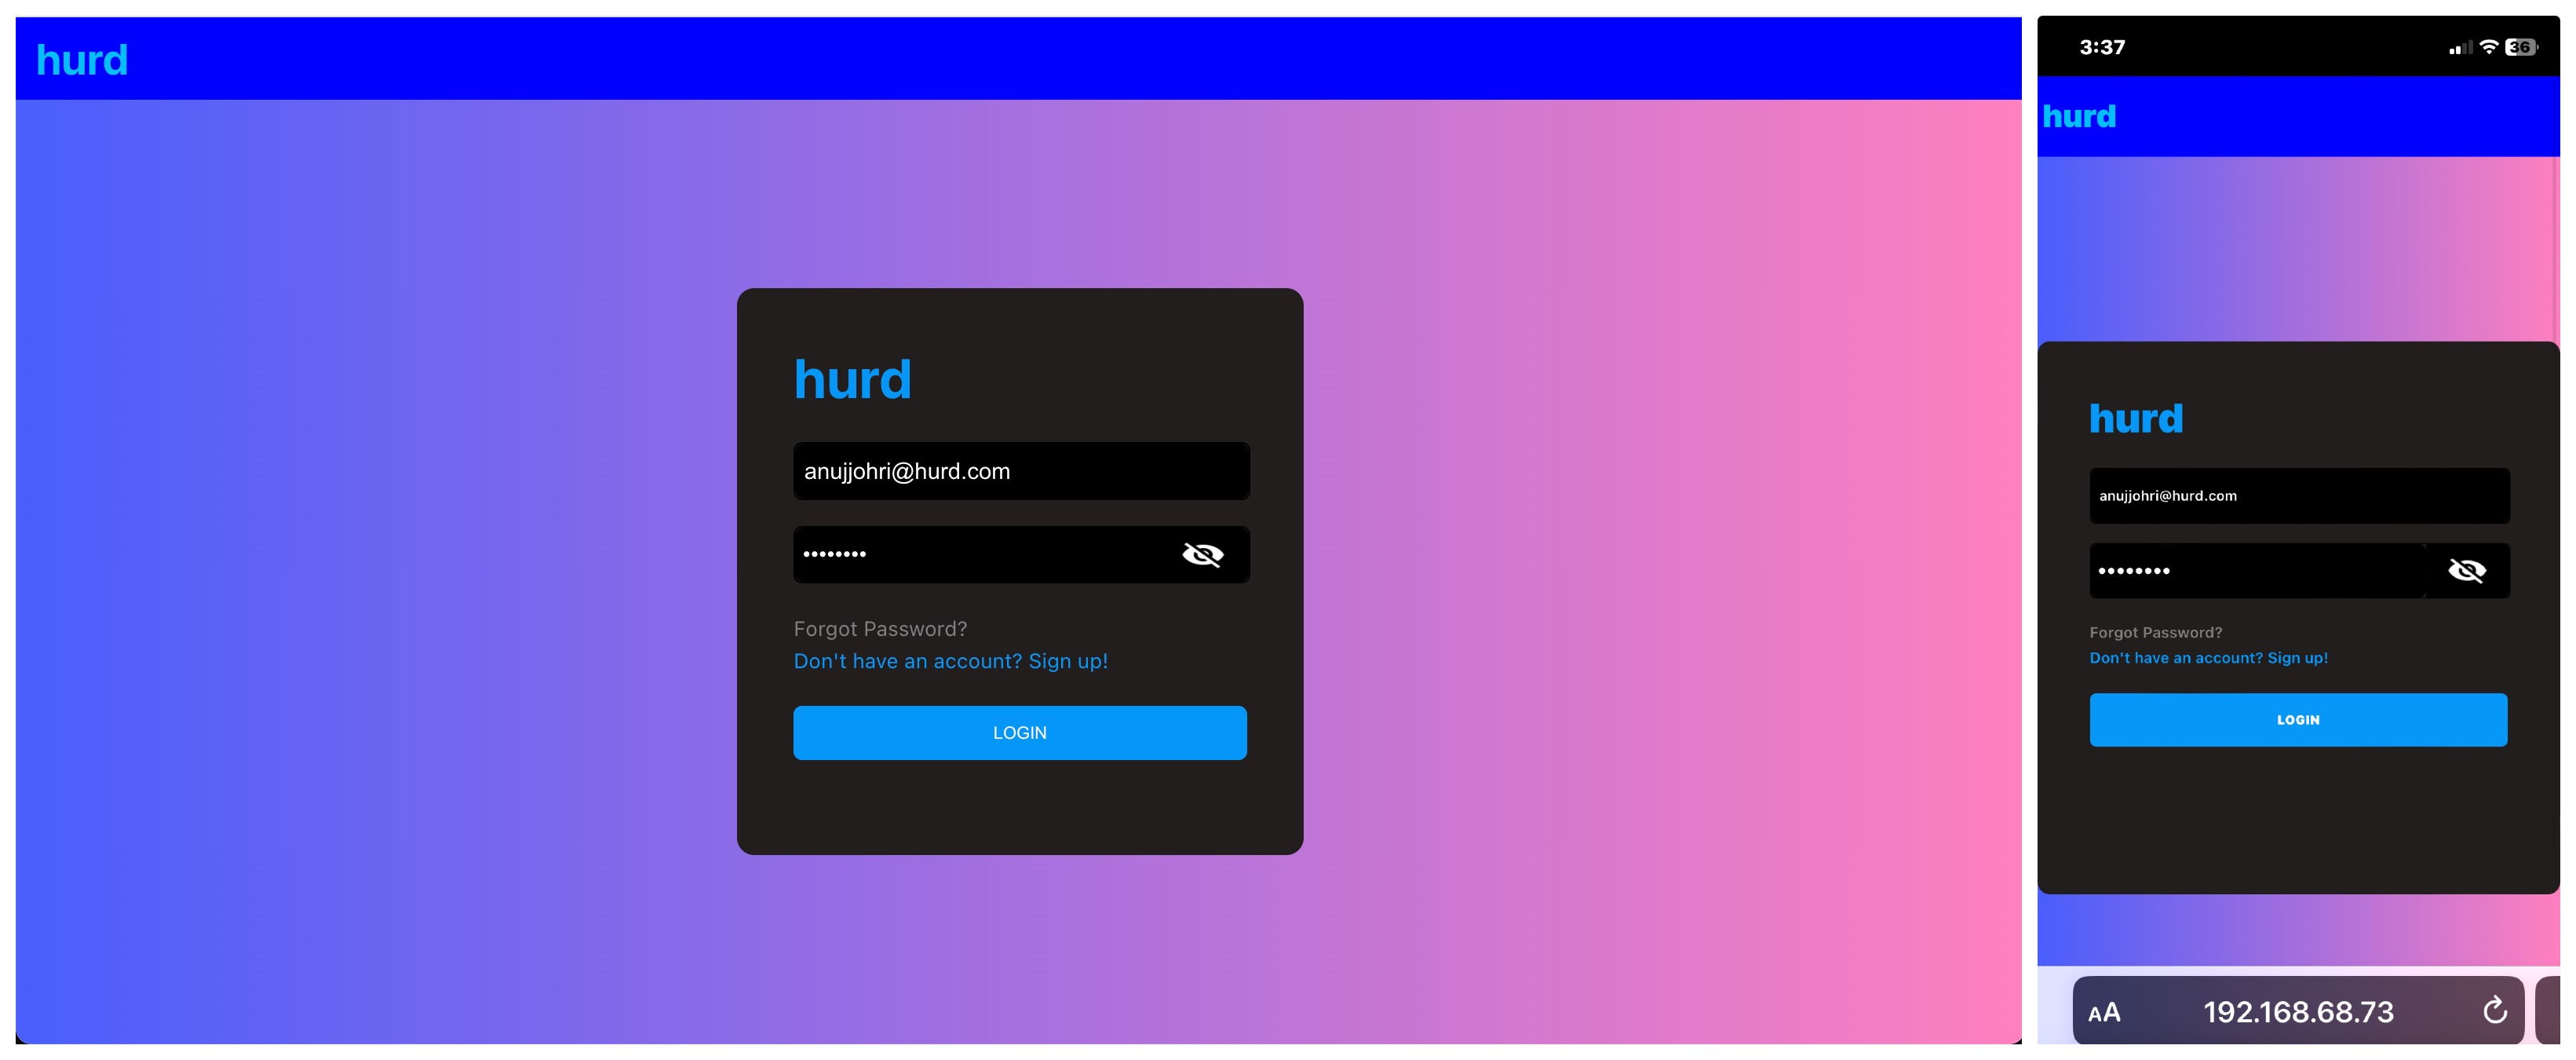 hurd
hurd
anujjohri@hurd.com
••••••••
Forgot Password?
Don't have an account? Sign up!
LOGIN
3:37
36
hurd
hurd
anujjohri@hurd.com
••••••••
Forgot Password?
Don't have an account? Sign up!
LOGIN
AA 192.168.68.73